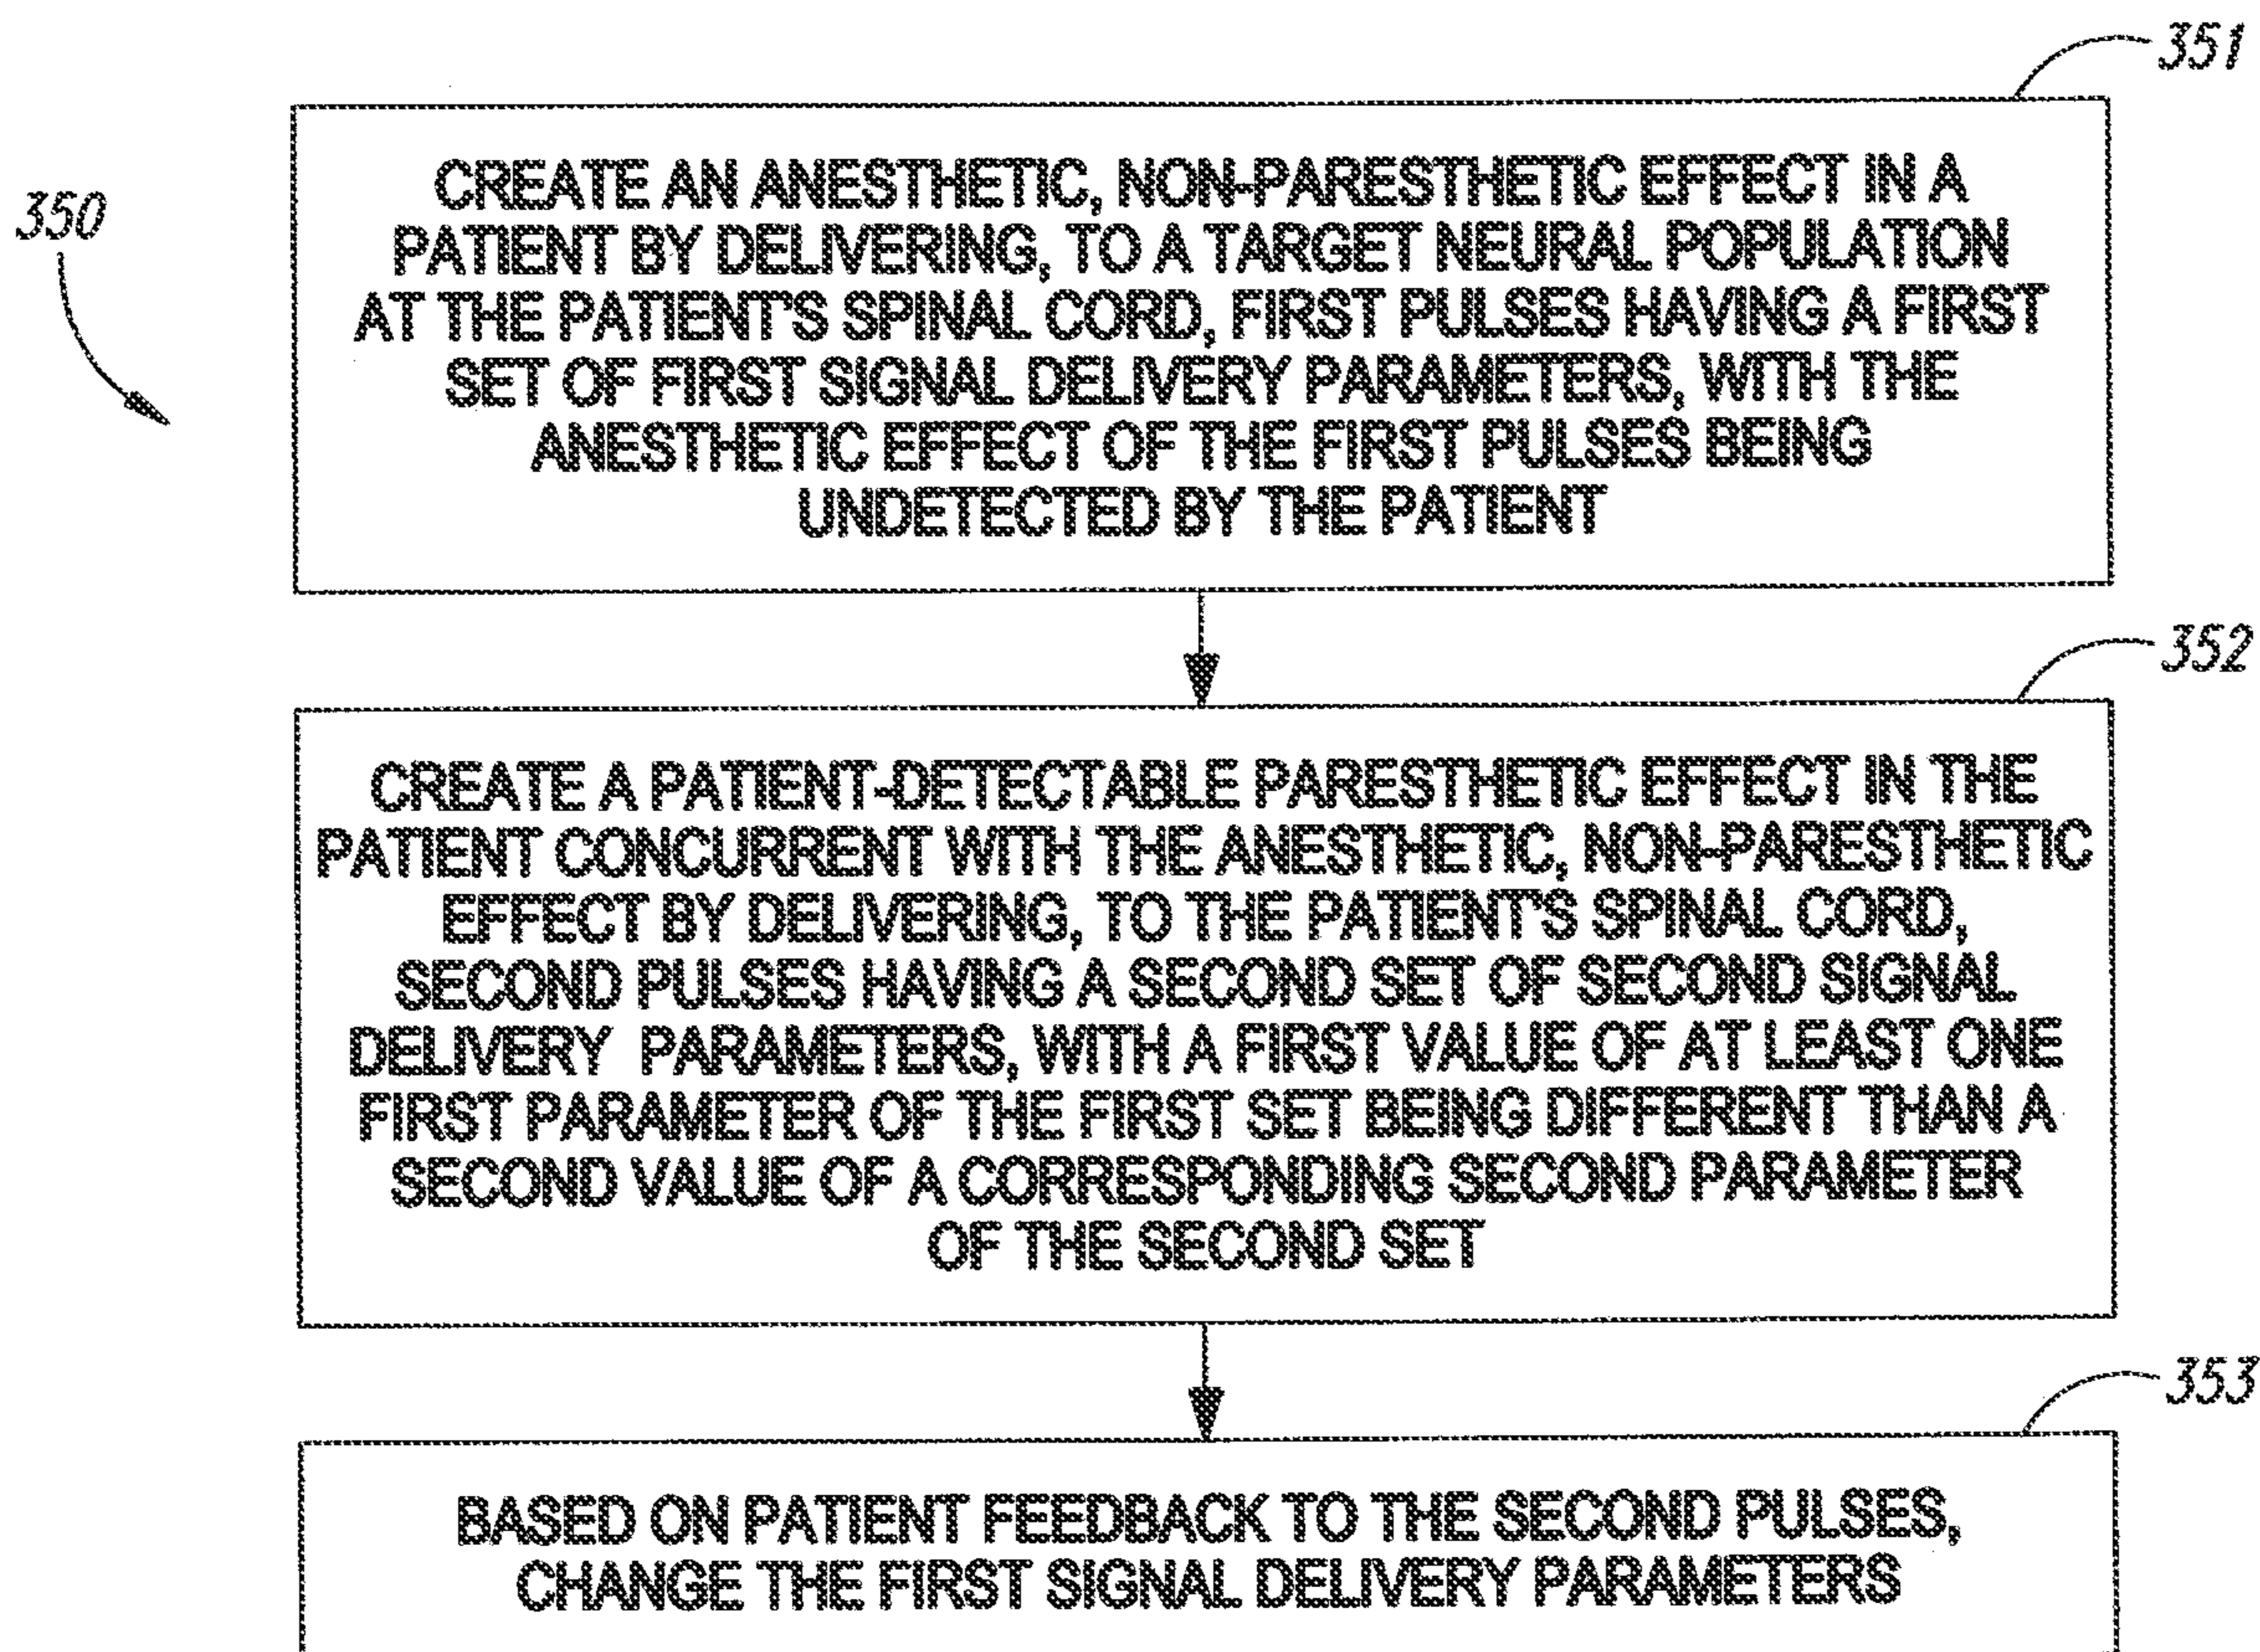 351
350
CREATE AN ANESTHETIC, NON-PARESTHETIC EFFECT IN A
PATIENT BY DELIVERING, TO A TARGET NEURAL POPULATION
AT THE PATIENT'S SPINAL CORD, FIRST PULSES HAVING A FIRST
SET OF FIRST SIGNAL DELIVERY PARAMETERS, WITH THE
ANESTHETIC EFFECT OF THE FIRST PULSES BEING
UNDETECTED BY THE PATIENT
352
CREATE A PATIENT-DETECTABLE PARESTHETIC EFFECT IN THE
PATIENT CONCURRENT WITH THE ANESTHETIC, NON-PARESTHETIC
EFFECT BY DELIVERING, TO THE PATIENT'S SPINAL CORD,
SECOND PULSES HAVING A SECOND SET OF SECOND SIGNAL
DELIVERY PARAMETERS, WITH A FIRST VALUE OF AT LEAST ONE
FIRST PARAMETER OF THE FIRST SET BEING DIFFERENT THAN A
SECOND VALUE OF A CORRESPONDING SECOND PARAMETER
OF THE SECOND SET
353
BASED ON PATIENT FEEDBACK TO THE SECOND PULSES,
CHANGE THE FIRST SIGNAL DELIVERY PARAMETERS